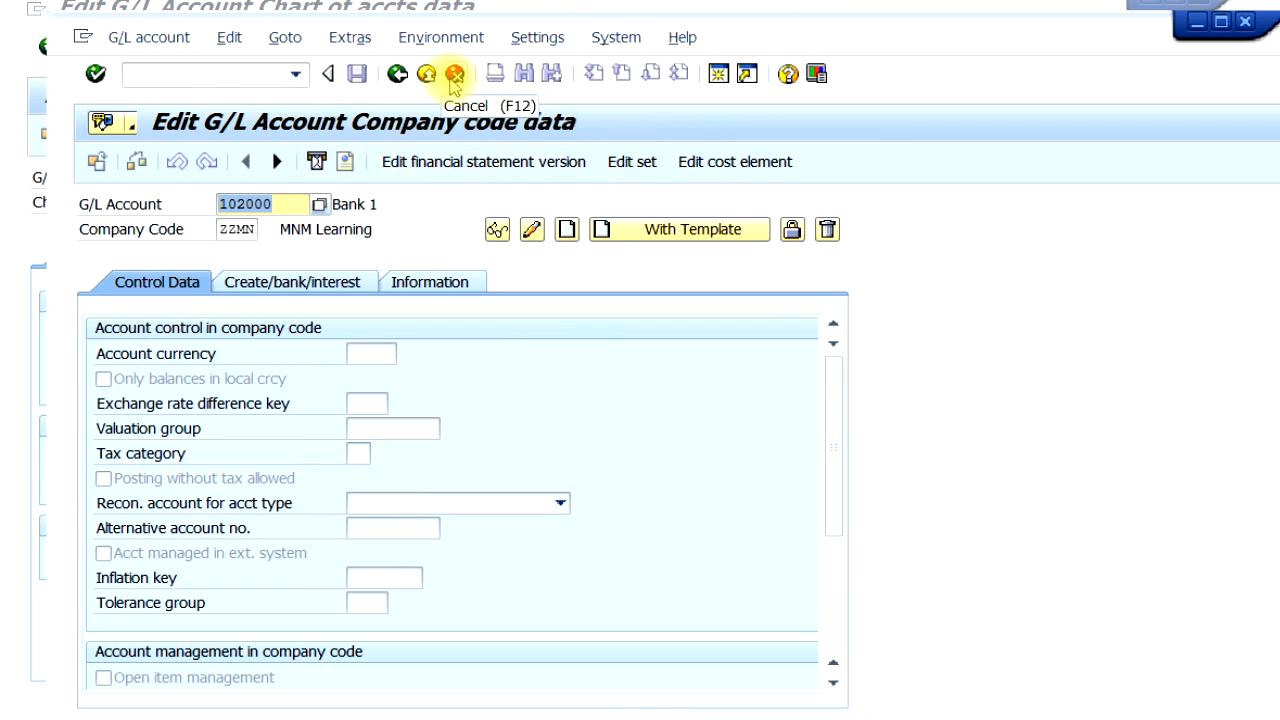 Edit G/L Account Chart of accts data
G/L account Edit Goto Extras Environment Settings System Help
Cancel (F12)
Edit G/L Account Company code data
Edit financial statement version Edit set Edit cost element
G/
G/L Account 102000 Bank 1
Ch
Company Code ZZMN MNM Learning With Template
Control Data Create/bank/interest Information
Account control in company code
Account currency
Only balances in local crcy
Exchange rate difference key
Valuation group
Tax category
Posting without tax allowed
Recon. account for acct type
Alternative account no.
Acct managed in ext. system
Inflation key
Tolerance group
Account management in company code
Open item management